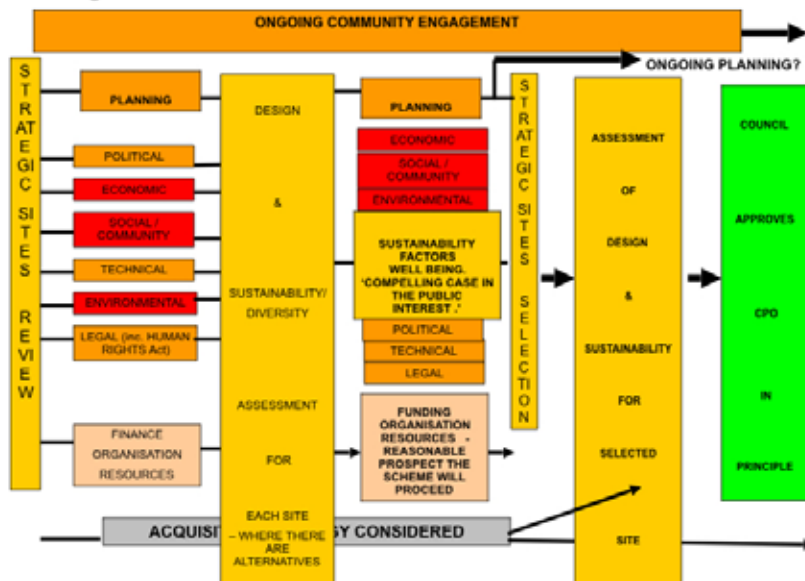 ONGOING COMMUNITY ENGAGEMENT
ONGOING PLANNING?
STRATEGIC SITES REVIEW
PLANNING
POLITICAL
ECONOMIC
SOCIAL /
COMMUNITY
TECHNICAL
ENVIRONMENTAL
LEGAL (inc. HUMAN
RIGHTS Act)
FINANCE
ORGANISATION
RESOURCES
DESIGN
&
SUSTAINABILITY/
DIVERSITY
ASSESSMENT
FOR
EACH SITE
– WHERE THERE
ARE
ALTERNATIVES
PLANNING
ECONOMIC
SOCIAL /
COMMUNITY
ENVIRONMENTAL
SUSTAINABILITY
FACTORS
WELL BEING.
‘COMPELLING CASE IN
THE PUBLIC
INTEREST .’
POLITICAL
TECHNICAL
LEGAL
FUNDING
ORGANISATION
RESOURCES -
REASONABLE
PROSPECT THE
SCHEME WILL
PROCEED
STRATEGIC SITES SELECTION
ASSESSMENT
OF
DESIGN
&
SUSTAINABILITY
FOR
SELECTED
SITE
COUNCIL
APPROVES
CPO
IN
PRINCIPLE
CONSIDERED